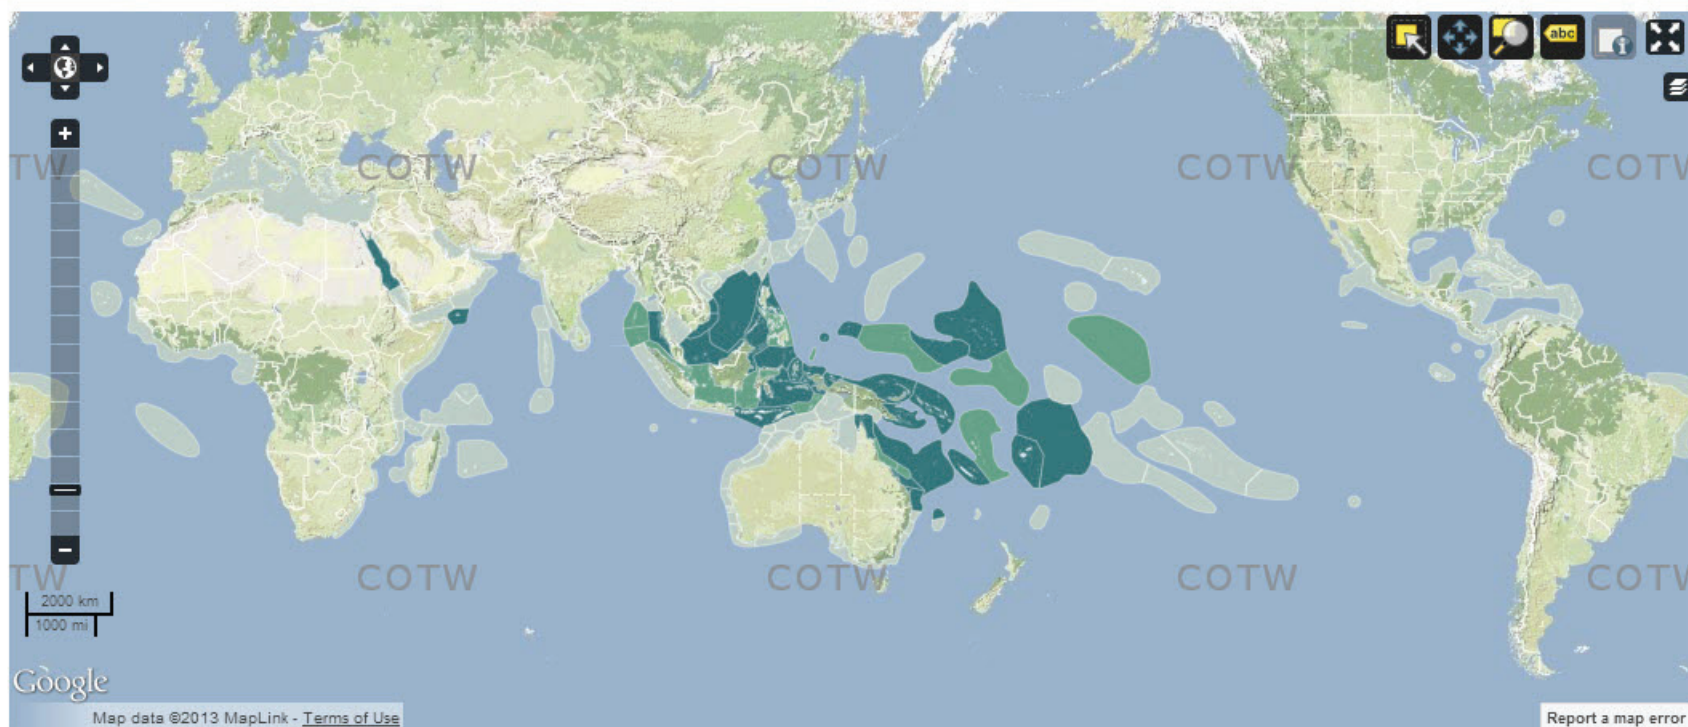 abc
TW COTW COTW COTW COTW
TW COTW COTW COTW COTW
2000 km
1000 mi
Google
Map data ©2013 MapLink - Terms of Use
Report a map error